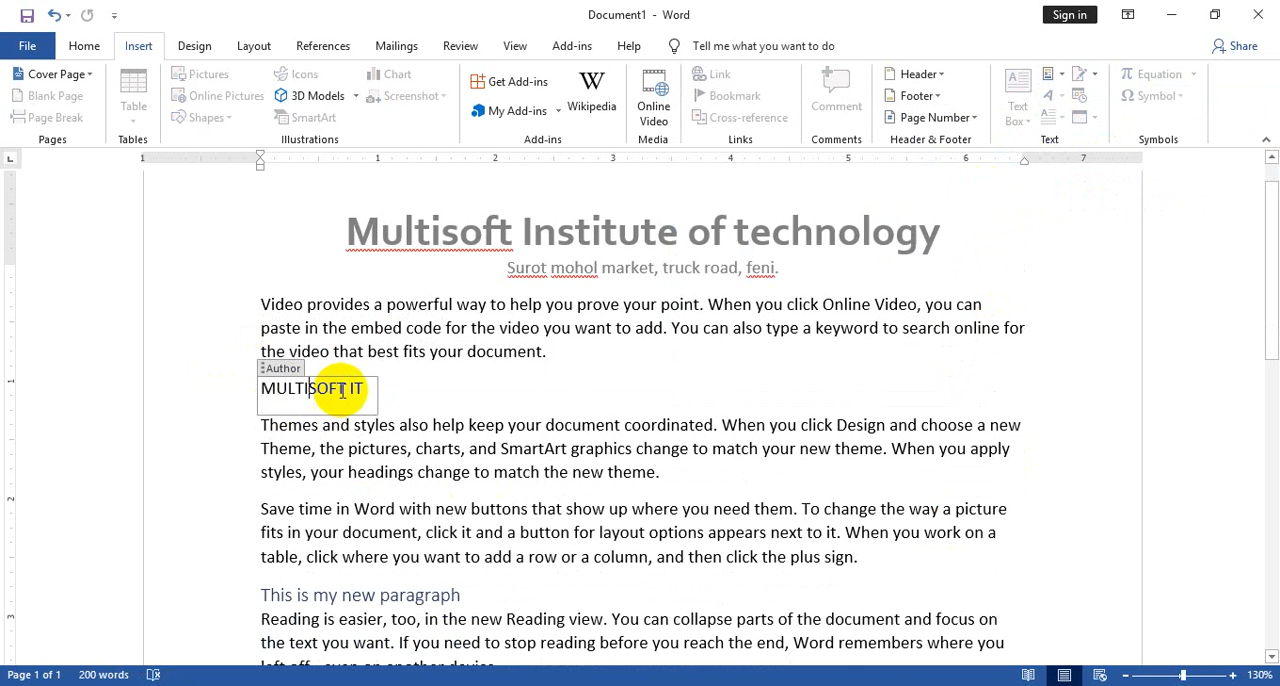 Document1 - Word
Sign in
File Home Insert Design Layout References Mailings Review View Add-ins Help Tell me what you want to do Share
Cover Page
Blank Page
Page Break
Pages
Table
Tables
Pictures
Online Pictures
Shapes
Icons
3D Models
SmartArt
Chart
Screenshot
Illustrations
Get Add-ins
My Add-ins
Wikipedia
Add-ins
Online
Video
Media
Link
Bookmark
Cross-reference
Links
Comment
Comments
Header
Footer
Page Number
Header & Footer
Text
Box
Text
Equation
Symbol
Symbols
1 1 2 3 4 5 6 7
Multisoft Institute of technology
Surot mohol market, truck road, feni.
Video provides a powerful way to help you prove your point. When you click Online Video, you can
paste in the embed code for the video you want to add. You can also type a keyword to search online for
the video that best fits your document.
Author
MULTISOFT IT
Themes and styles also help keep your document coordinated. When you click Design and choose a new
Theme, the pictures, charts, and SmartArt graphics change to match your new theme. When you apply
styles, your headings change to match the new theme.
Save time in Word with new buttons that show up where you need them. To change the way a picture
fits in your document, click it and a button for layout options appears next to it. When you work on a
table, click where you want to add a row or a column, and then click the plus sign.
This is my new paragraph
Reading is easier, too, in the new Reading view. You can collapse parts of the document and focus on
the text you want. If you need to stop reading before you reach the end, Word remembers where you
left off - even on another device.
Page 1 of 1 200 words 130%